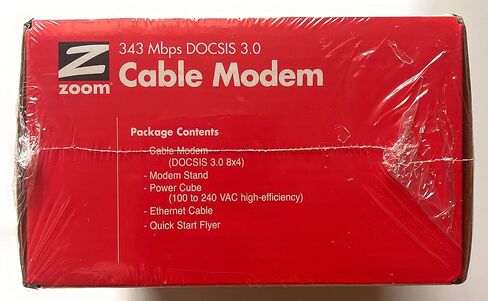 Z
zoom
343 Mbps DOCSIS 3.0
Cable Modem
Package Contents
- Cable Modem
(DOCSIS 3.0 8x4)
- Modem Stand
- Power Cube
(100 to 240 VAC high-efficiency)
- Ethernet Cable
- Quick Start Flyer